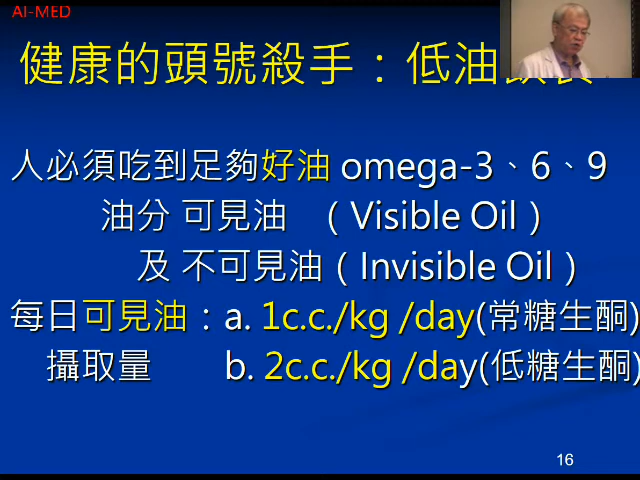 AI-MED
健康的頭號殺手：低油
人必須吃到足夠好油 omega-3、6、9
油分 可見油 （Visible Oil）
及 不可見油（Invisible Oil）
每日可見油：a. 1c.c./kg /day(常糖生酮)
攝取量 b. 2c.c./kg /day(低糖生酮)
16